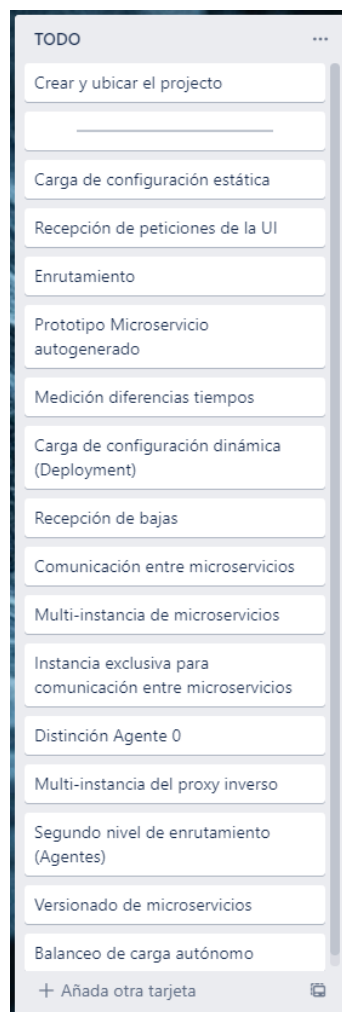 TODO
Crear y ubicar el projecto
Carga de configuración estática
Recepción de peticiones de la UI
Enrutamiento
Prototipo Microservicio
autogenerado
Medición diferencias tiempos
Carga de configuración dinámica
(Deployment)
Recepción de bajas
Comunicación entre microservicios
Multi-instancia de microservicios
Instancia exclusiva para
comunicación entre microservicios
Distinción Agente 0
Multi-instancia del proxy inverso
Segundo nivel de enrutamiento
(Agentes)
Versionado de microservicios
Balanceo de carga autónomo
+ Añada otra tarjeta